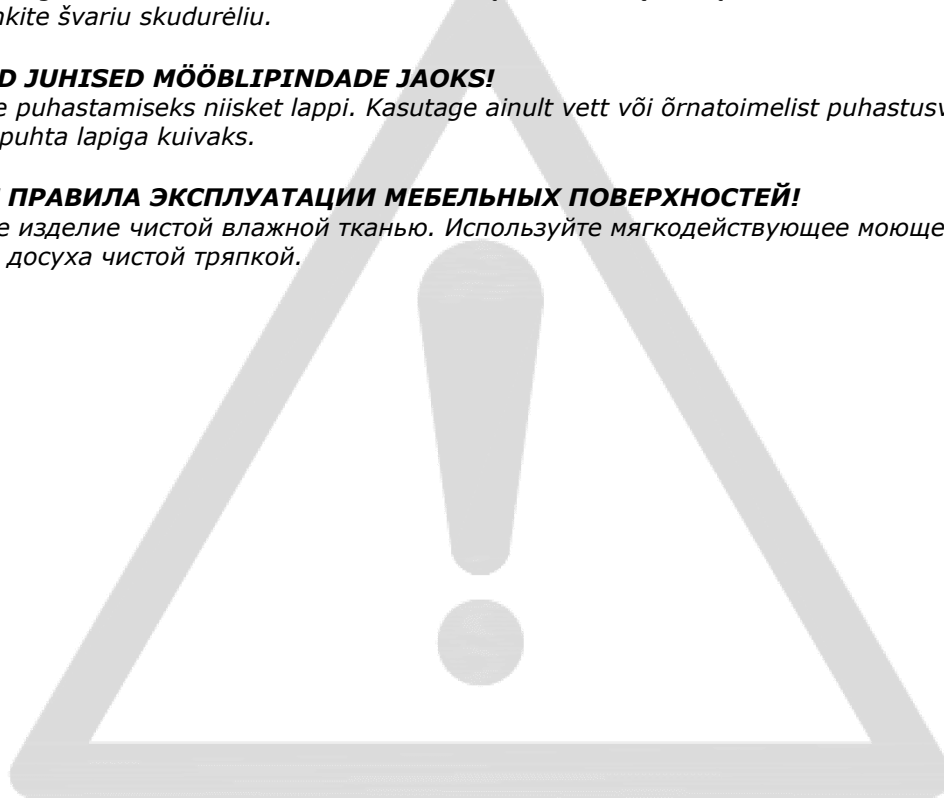 nkite švariu skudurėliu.
D JUHISED MÖÖBLIPINDADE JAOKS!
e puhastamiseks niisket lappi. Kasutage ainult vett või õrnatoimelist puhastusv
puhta lapiga kuivaks.
ПРАВИЛА ЭКСПЛУАТАЦИИ МЕБЕЛЬНЫХ ПОВЕРХНОСТЕЙ!
е изделие чистой влажной тканью. Используйте мягкодействующее моюще
досуха чистой тряпкой.